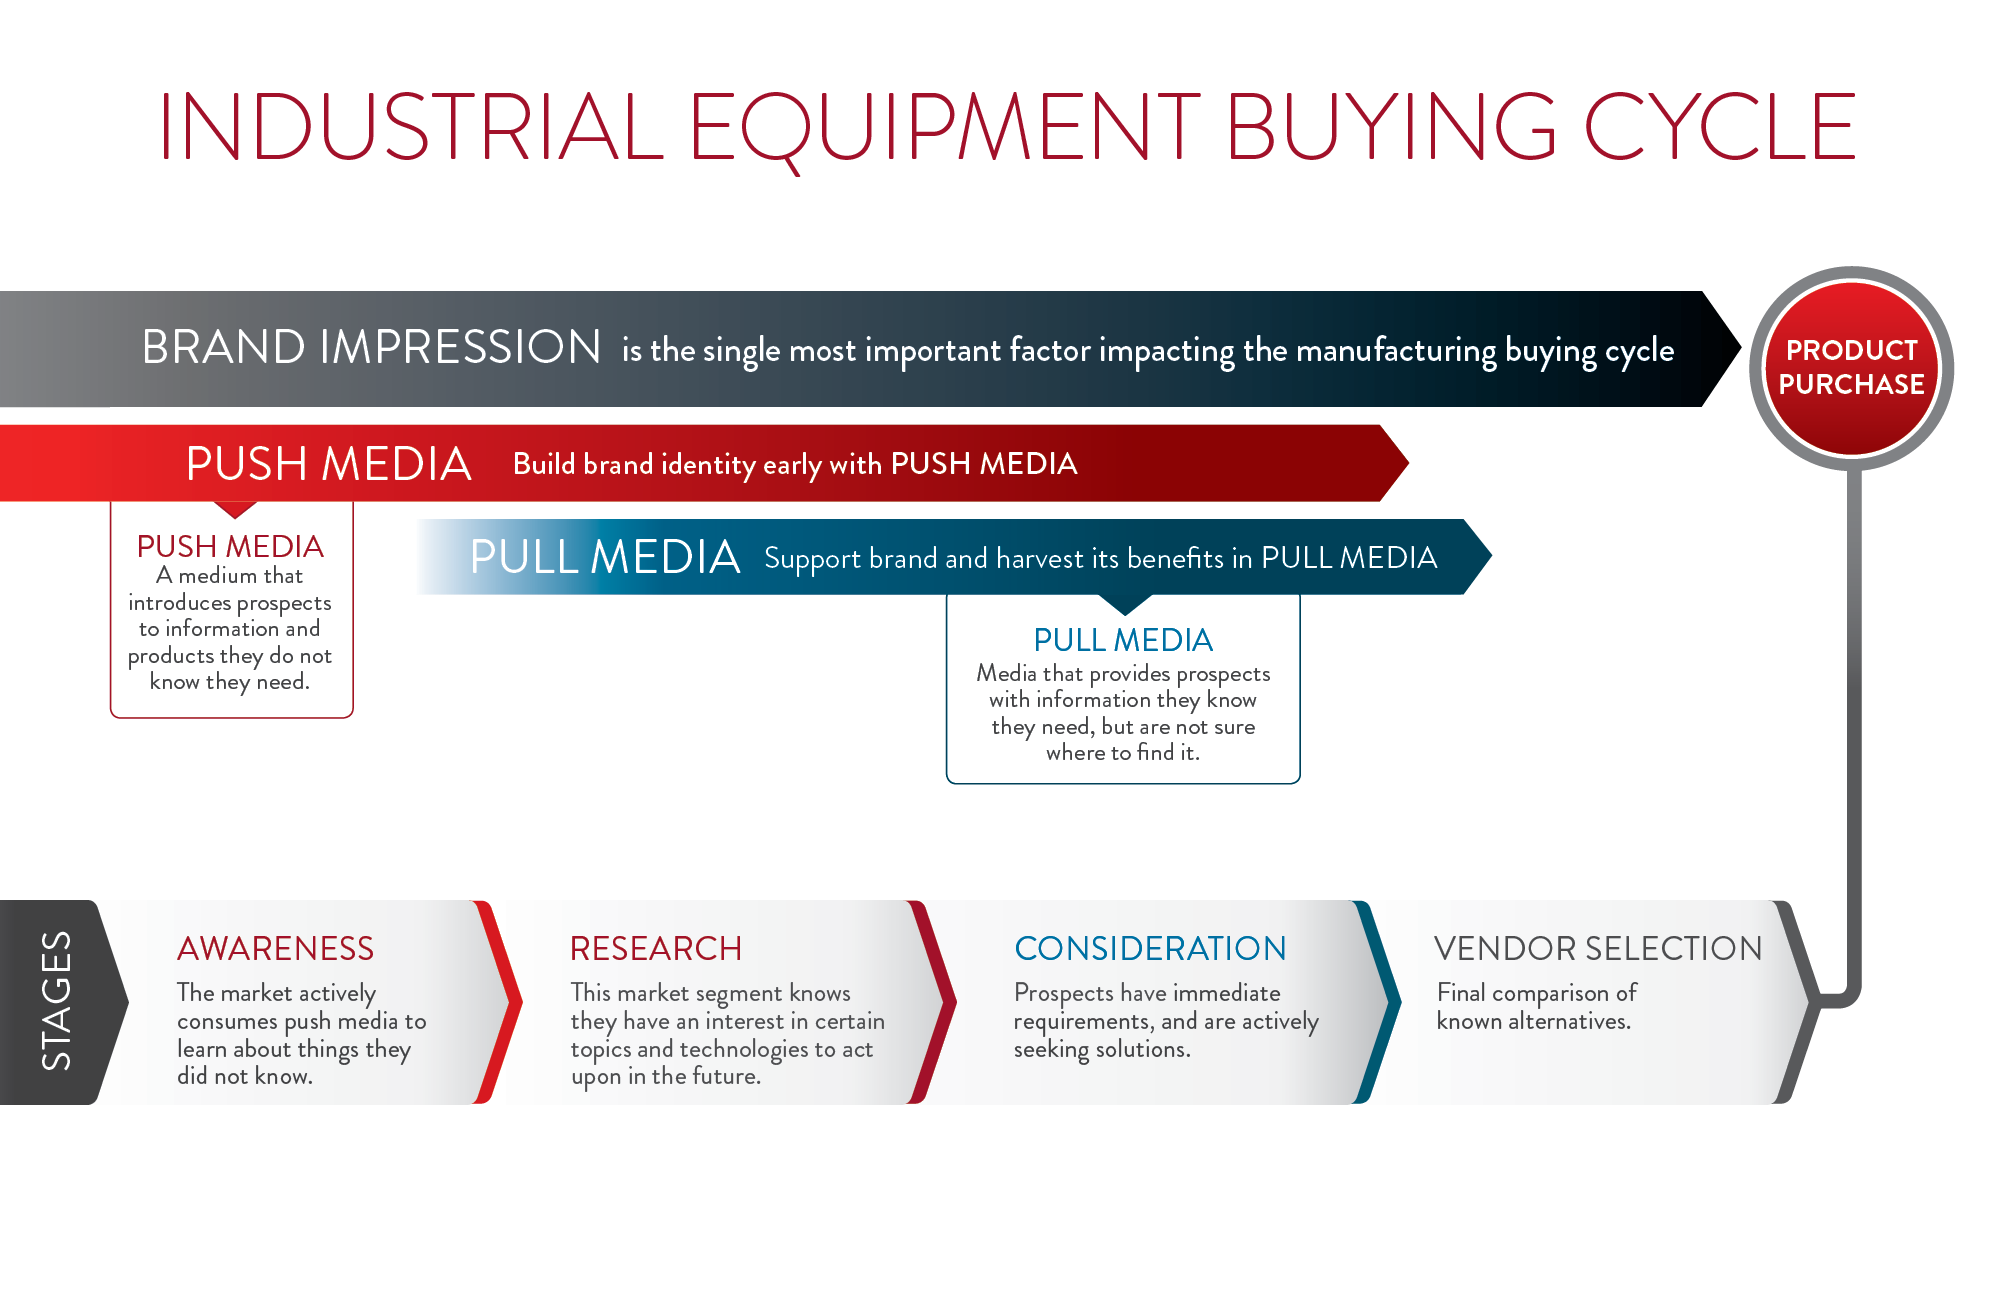 INDUSTRIAL EQUIPMENT BUYING CYCLE
BRAND IMPRESSION is the single most important factor impacting the manufacturing buying cycle
PRODUCT
PURCHASE
PUSH MEDIA Build brand identity early with PUSH MEDIA
PUSH MEDIA
A medium that
introduces prospects
to information and
products they do not
know they need.
PULL MEDIA Support brand and harvest its benefits in PULL MEDIA
PULL MEDIA
Media that provides prospects
with information they know
they need, but are not sure
where to find it.
STAGES
AWARENESS
The market actively
consumes push media to
learn about things they
did not know.
RESEARCH
This market segment knows
they have an interest in certain
topics and technologies to act
upon in the future.
CONSIDERATION
Prospects have immediate
requirements, and are actively
seeking solutions.
VENDOR SELECTION
Final comparison of
known alternatives.